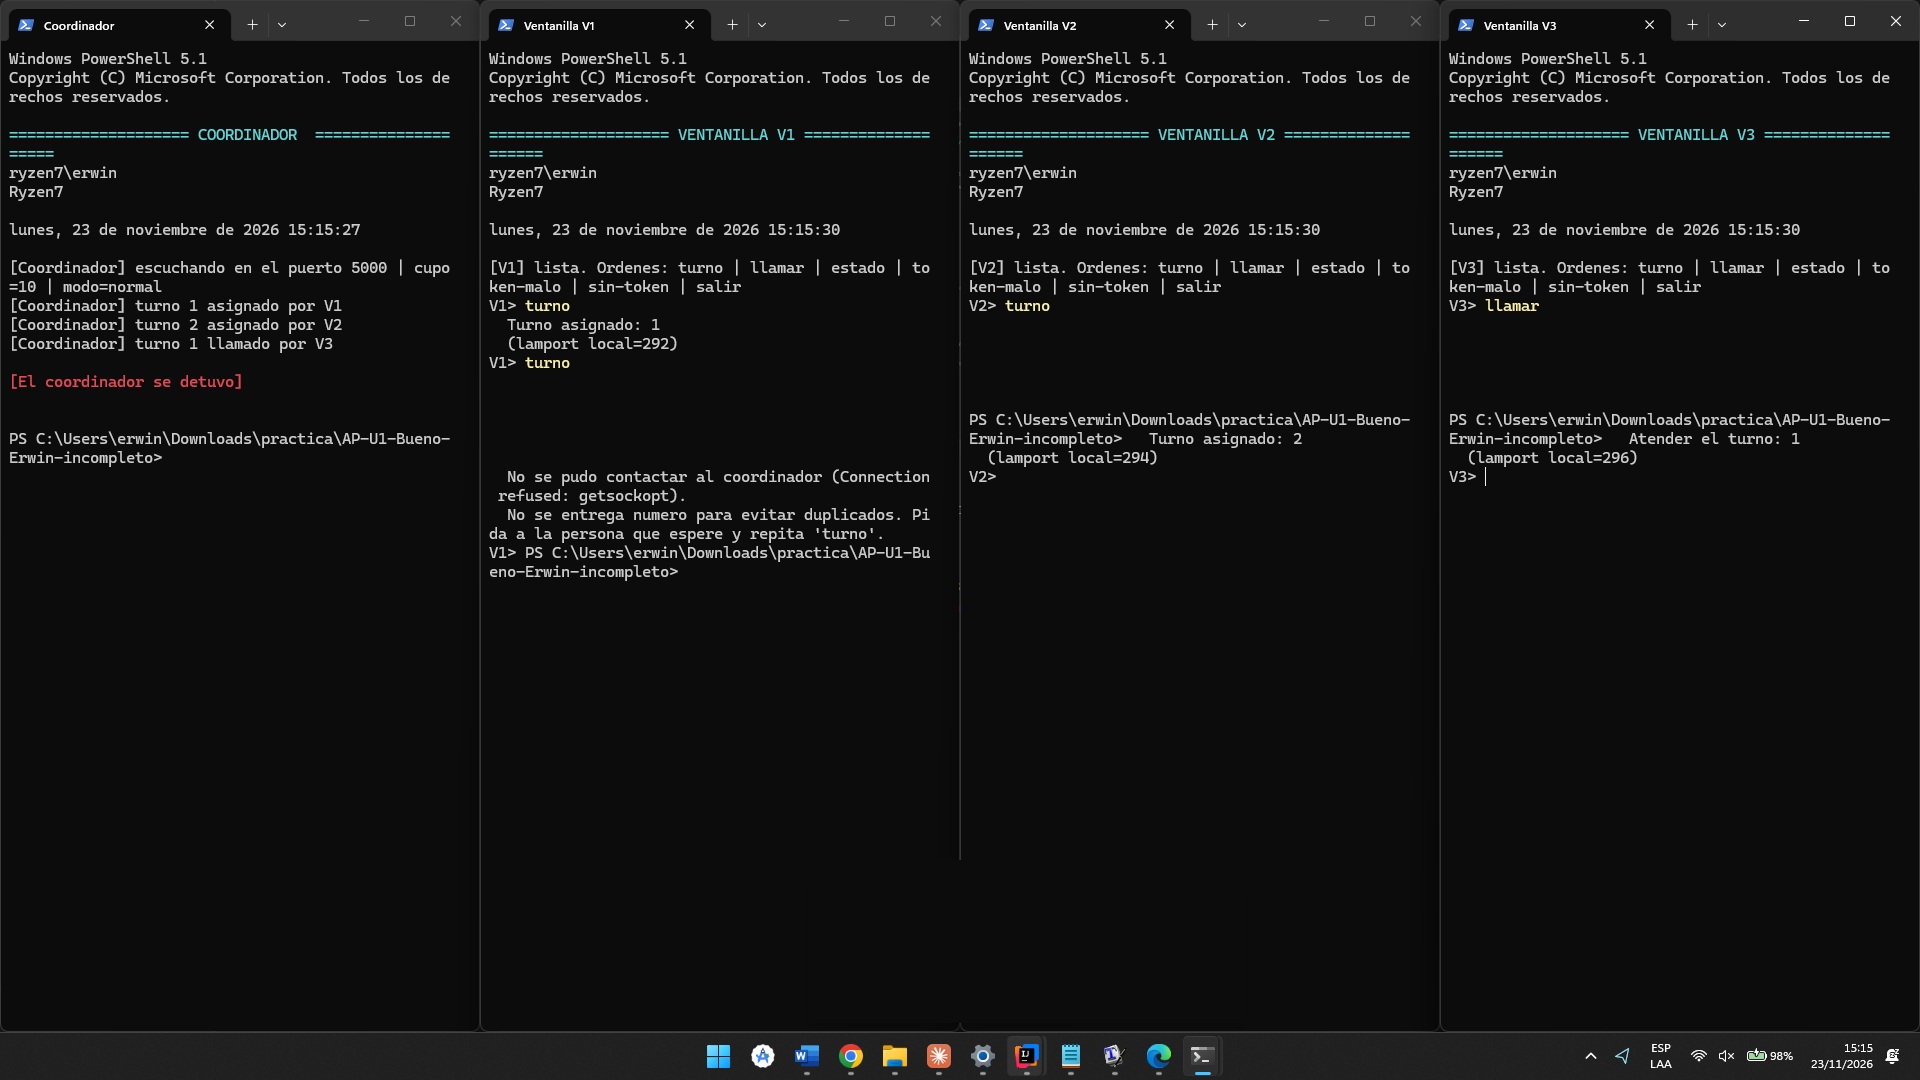 Coordinador
Windows PowerShell 5.1
Copyright (C) Microsoft Corporation. Todos los de
rechos reservados.
==================== COORDINADOR  ===============
=====
ryzen7\erwin
Ryzen7
lunes, 23 de noviembre de 2026 15:15:27
[Coordinador] escuchando en el puerto 5000 | cupo
=10 | modo=normal
[Coordinador] turno 1 asignado por V1
[Coordinador] turno 2 asignado por V2
[Coordinador] turno 1 llamado por V3
[El coordinador se detuvo]
PS C:\Users\erwin\Downloads\practica\AP-U1-Bueno-
Erwin-incompleto>
Ventanilla V1
Windows PowerShell 5.1
Copyright (C) Microsoft Corporation. Todos los de
rechos reservados.
==================== VENTANILLA V1 ==============
======
ryzen7\erwin
Ryzen7
lunes, 23 de noviembre de 2026 15:15:30
[V1] lista. Ordenes: turno | llamar | estado | to
ken-malo | sin-token | salir
V1> turno
  Turno asignado: 1
  (lamport local=292)
V1> turno
  No se pudo contactar al coordinador (Connection
 refused: getsockopt).
  No se entrega numero para evitar duplicados. Pi
da a la persona que espere y repita 'turno'.
V1> PS C:\Users\erwin\Downloads\practica\AP-U1-Bu
eno-Erwin-incompleto>
Ventanilla V2
Windows PowerShell 5.1
Copyright (C) Microsoft Corporation. Todos los de
rechos reservados.
==================== VENTANILLA V2 ==============
======
ryzen7\erwin
Ryzen7
lunes, 23 de noviembre de 2026 15:15:30
[V2] lista. Ordenes: turno | llamar | estado | to
ken-malo | sin-token | salir
V2> turno
PS C:\Users\erwin\Downloads\practica\AP-U1-Bueno-
Erwin-incompleto>   Turno asignado: 2
  (lamport local=294)
V2>
Ventanilla V3
Windows PowerShell 5.1
Copyright (C) Microsoft Corporation. Todos los de
rechos reservados.
==================== VENTANILLA V3 ==============
======
ryzen7\erwin
Ryzen7
lunes, 23 de noviembre de 2026 15:15:30
[V3] lista. Ordenes: turno | llamar | estado | to
ken-malo | sin-token | salir
V3> llamar
PS C:\Users\erwin\Downloads\practica\AP-U1-Bueno-
Erwin-incompleto>   Atender el turno: 1
  (lamport local=296)
V3>
ESP
LAA
98%
15:15
23/11/2026